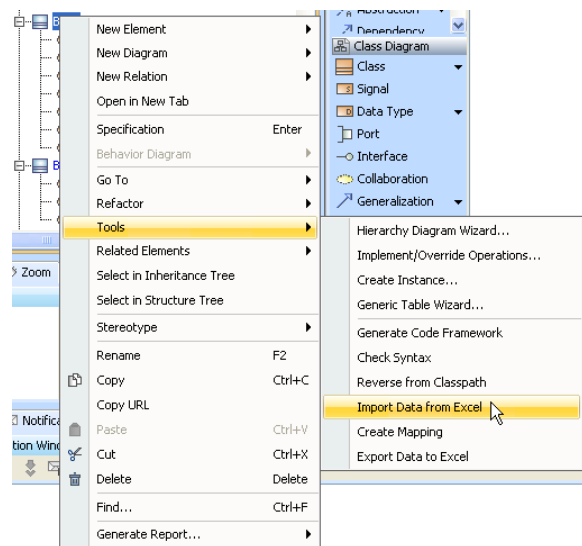 B
New Element
New Diagram
New Relation
Open in New Tab
Specification Enter
Behavior Diagram
Go To
Refactor
Tools
Related Elements
Select in Inheritance Tree
Select in Structure Tree
Stereotype
Rename F2
Copy Ctrl+C
Copy URL
Paste Ctrl+V
Cut Ctrl+X
Delete Delete
Find... Ctrl+F
Generate Report...
B
Zoom
Dependency
Class Diagram
Class
Signal
Data Type
Port
Interface
Collaboration
Generalization
Hierarchy Diagram Wizard...
Implement/Override Operations...
Create Instance...
Generic Table Wizard...
Generate Code Framework
Check Syntax
Reverse from Classpath
Import Data from Excel
Create Mapping
Export Data to Excel